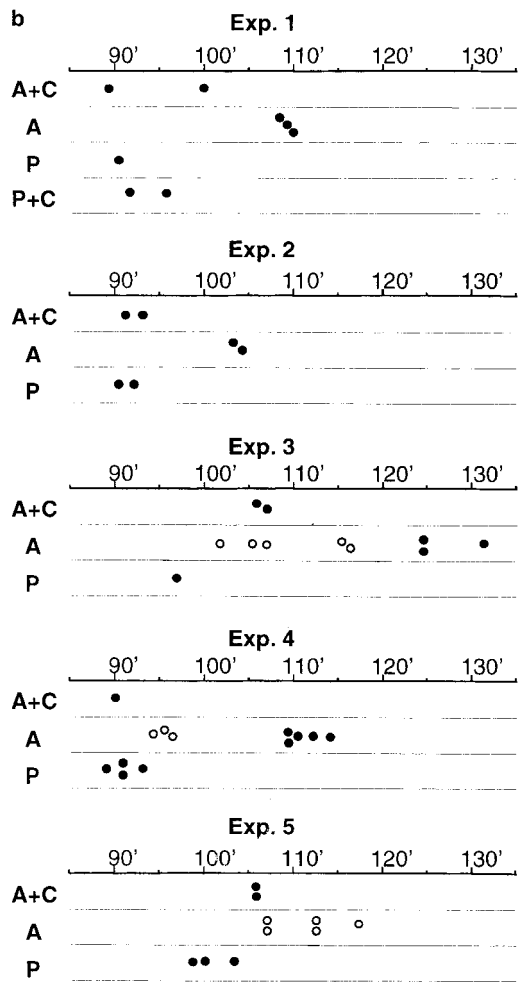 b
Exp. 1
90' 100' 110' 120' 130'
A+C
A
P
P+C
Exp. 2
90' 100' 110' 120' 130'
A+C
A
P
Exp. 3
90' 100' 110' 120' 130'
A+C
A
P
Exp. 4
90' 100' 110' 120' 130'
A+C
A
P
Exp. 5
90' 100' 110' 120' 130'
A+C
A
P